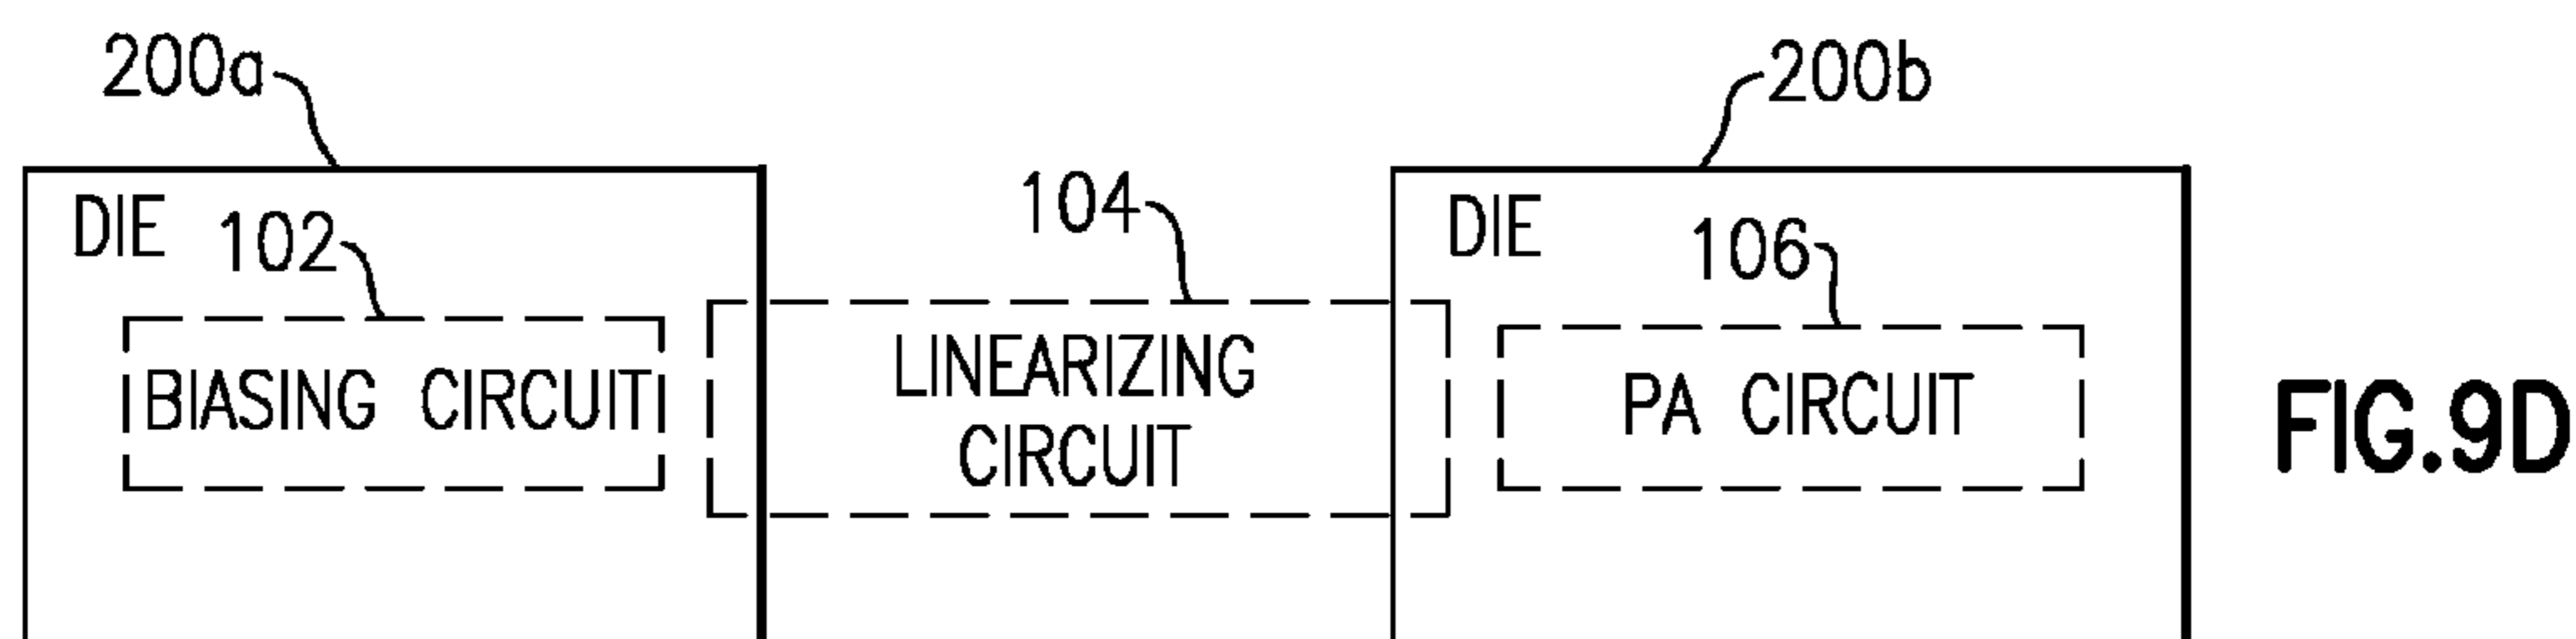 200a
200b
DIE
102
104
DIE
106
BIASING CIRCUIT
LINEARIZING
CIRCUIT
PA CIRCUIT
FIG.9D